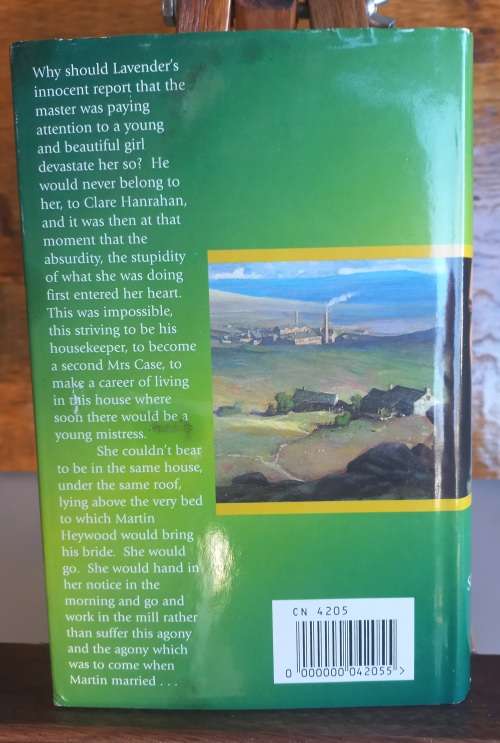 Why should Lavender's
innocent report that the
master was paying
attention to a young
and beautiful girl
devastate her so? He
would never belong to
her, to Clare Hanrahan,
and it was then at that
moment that the
absurdity, the stupidity
of what she was doing
first entered her heart.
This was impossible,
this striving to be his
housekeeper, to become
a second Mrs Case, to
make a career of living
in this house where
soon there would be a
young mistress.
She couldn't bear
to be in the same house,
under the same roof,
lying above the very bed
to which Martin
Heywood would bring
his bride. She would
go. She would hand in
her notice in the
morning and go and
work in the mill rather
than suffer this agony
and the agony which
was to come when
Martin married . . .
CN 4205
0 000000 042055 >